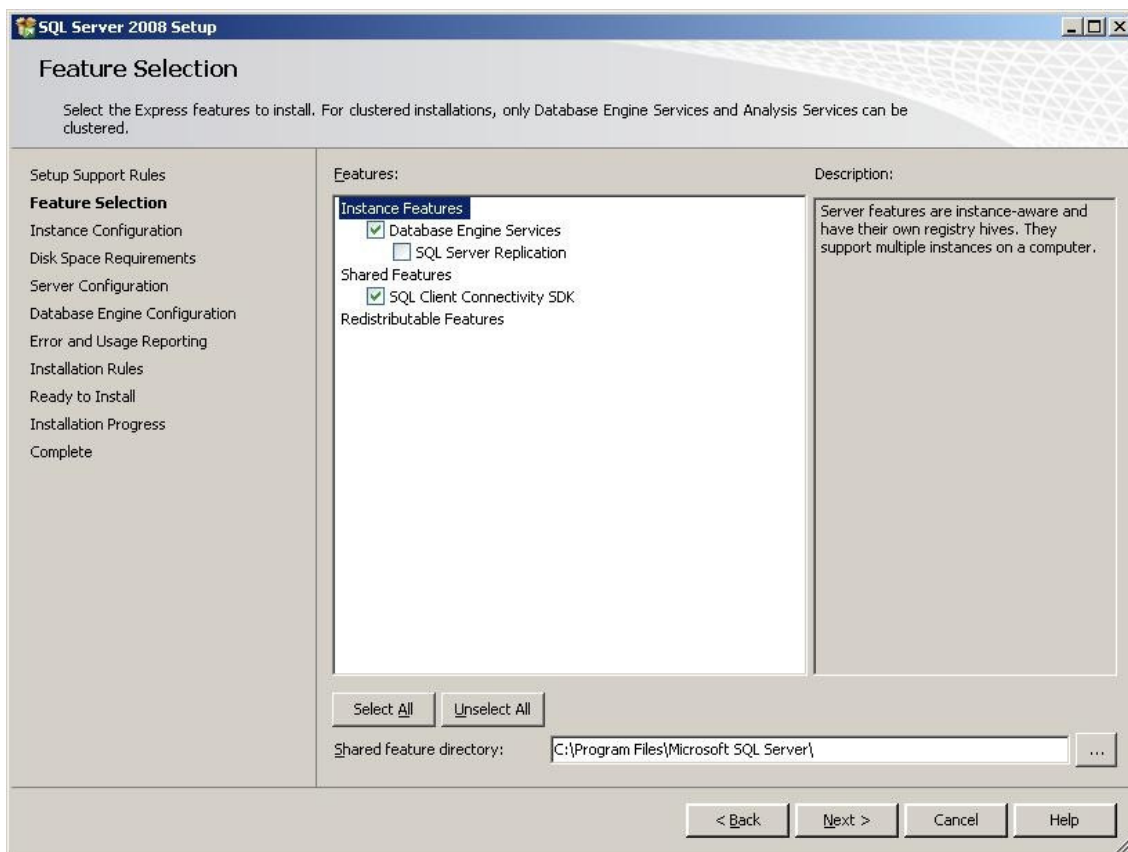 SQL Server 2008 Setup
Feature Selection
Select the Express features to install. For clustered installations, only Database Engine Services and Analysis Services can be
clustered.
Setup Support Rules
Feature Selection
Instance Configuration
Disk Space Requirements
Server Configuration
Database Engine Configuration
Error and Usage Reporting
Installation Rules
Ready to Install
Installation Progress
Complete
Features:
Instance Features
Database Engine Services
SQL Server Replication
Shared Features
SQL Client Connectivity SDK
Redistributable Features
Description:
Server features are instance-aware and
have their own registry hives. They
support multiple instances on a computer.
Select All
Unselect All
Shared feature directory:
C:\Program Files\Microsoft SQL Server\
...
< Back
Next >
Cancel
Help